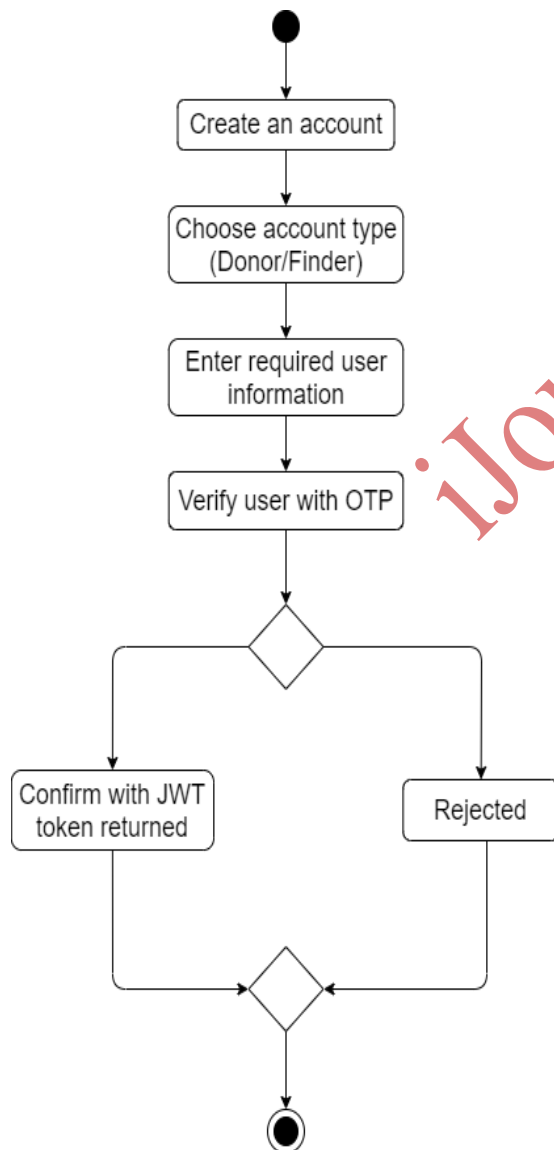 Create an account
Choose account type
(Donor/Finder)
Enter required user
information
Verify user with OTP
Confirm with JWT
token returned
Rejected
iJo